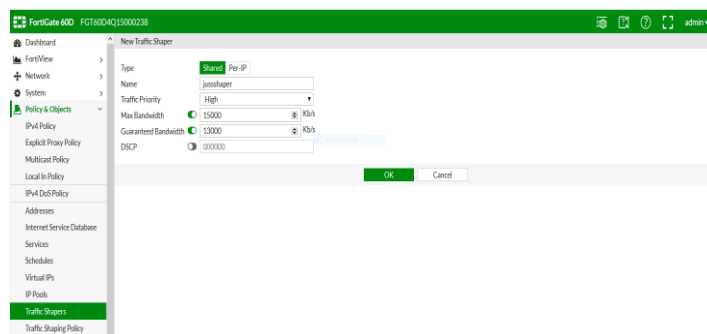 FortiGate 60D FGT60D4Q15000238
admin
Dashboard
FortiView
Network
System
Policy & Objects
IPv4 Policy
Explicit Proxy Policy
Multicast Policy
Local In Policy
IPv4 DoS Policy
Addresses
Internet Service Database
Services
Schedules
Virtual IPs
IP Pools
Traffic Shapers
Traffic Shaping Policy
New Traffic Shaper
Type Shared Per-IP
Name jussshaper
Traffic Priority High
Max Bandwidth 15000 Kb/s
Guaranteed Bandwidth 13000 Kb/s
DSCP 000000
OK Cancel